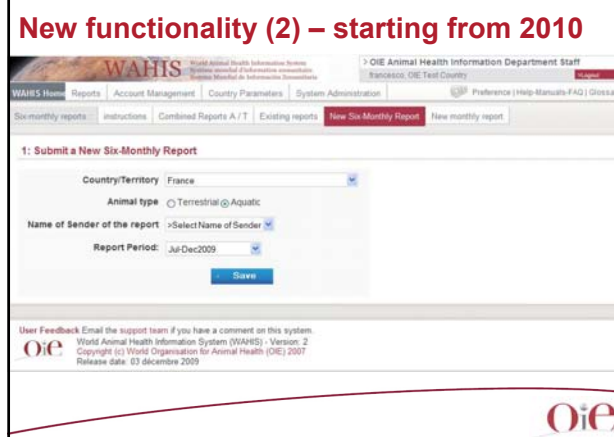 New functionality (2) – starting from 2010
WAHIS World Animal Health Information System
Système mondial d'information zoosanitaire
Sistema Mundial de Información Zoosanitaria
> OIE Animal Health Information Department Staff
francesco, OIE Test Country
Logout
WAHIS Home Reports Account Management Country Parameters System Administration Preference | Help-Manuals-FAQ | Glossa
Six-monthly reports instructions Combined Reports A / T Existing reports New Six-Monthly Report New monthly report
1: Submit a New Six-Monthly Report
Country/Territory France
Animal type Terrestrial Aquatic
Name of Sender of the report >Select Name of Sender
Report Period: Jul-Dec2009
Save
User Feedback Email the support team if you have a comment on this system.
World Animal Health Information System (WAHIS) - Version: 2
Oie Copyright (c) World Organisation for Animal Health (OIE) 2007
Release date: 03 décembre 2009
Oie